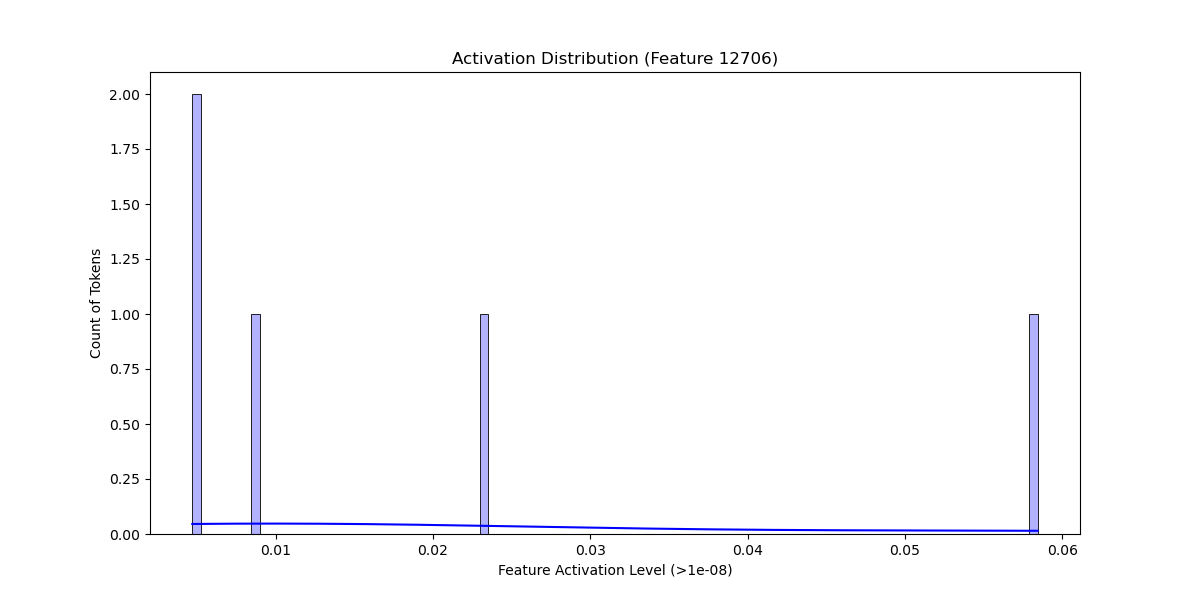 Activation Distribution (Feature 12706)
2.00
1.75
1.50
1.25
1.00
0.75
0.50
0.25
0.00
Count of Tokens
0.01 0.02 0.03 0.04 0.05 0.06
Feature Activation Level (>1e-08)